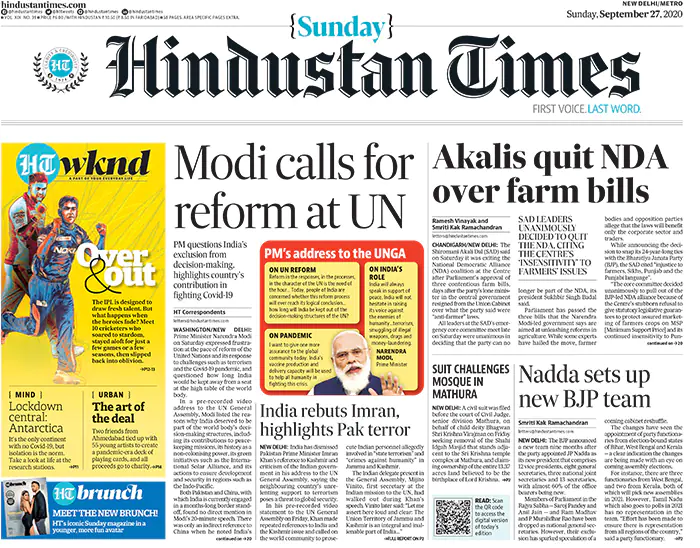 hindustantimes.com
NEW DELHI/METRO
Sunday, September 27, 2020
{Sunday}
Hindustan Times
FIRST VOICE. LAST WORD.
HT wknd
A PART OF YOUR EVERYDAY LIFE
Over
& out
The IPL is designed to
draw fresh talent. But
what happens when
the heroics fade? Meet
10 cricketers who
soared to stardom,
stayed aloft for just a
few games or a few
seasons, then slipped
back into oblivion.
| MIND |
Lockdown
central:
Antarctica
It's the only continent
with no Covid-19, but
isolation is the norm.
Take a look at life at the
research stations.
| URBAN |
The art of
the deal
Two friends from
Ahmedabad tied up with
55 young artists to create
a pandemic-era deck of
playing cards, and all
proceeds go to charity.
HT brunch
MEET THE NEW BRUNCH!
HT's iconic Sunday magazine in a
younger, more fun avatar
Modi calls for
reform at UN
PM questions India's
exclusion from
decision-making,
highlights country's
contribution in
fighting Covid-19
HT Correspondents
letters@hindustantimes.com
WASHINGTON/NEW DELHI:
Prime Minister Narendra
Modi on Saturday expressed frustration
at the pace of reform of the
United Nations and its response
to challenges such as terrorism
and the Covid-19 pandemic, and
questioned how long India
would be kept away from a seat
at the high table of the world
body.
In a pre-recorded video
address to the UN General
Assembly, Modi listed the reasons
why India deserved to be
part of the world body's decision-making
structures, including
its contributions to peacekeeping
missions, its history as a
non-colonising power, its green
initiatives such as the International
Solar Alliance, and its
actions to ensure development
and security in regions such as
the Indo-Pacific.
Both Pakistan and China, with
which India is currently engaged
in a months-long border standoff,
found no direct mention in
Modi's 20-minute speech. There
was only an indirect reference to
China when he noted India's
PM's address to the UNGA
ON UN REFORM
Reform in the responses, in the processes,
in the character of the UN is the need of
the hour... Today, people of India are
concerned whether this reform process
will ever reach its logical conclusion...
how long will India be kept out of the
decision-making structures of the UN?
ON PANDEMIC
I want to give one more
assurance to the global
community today. India's
vaccine production and
delivery capacity will be used
to help all humanity in
fighting this crisis.
ON INDIA'S
ROLE
India will always
speak in support of
peace. India will not
hesitate in raising
its voice against
the enemies of
humanity...terrorism,
smuggling of illegal
weapons, drugs and
money-laundering.
NARENDRA
MODI,
Prime Minister
India rebuts Imran,
highlights Pak terror
NEW DELHI: India has dismissed
Pakistan Prime Minister Imran
Khan's reference to Kashmir and
criticism of the Indian government
in his address to the UN
General Assembly, saying the
neighbouring country's unrelenting
support to terrorism
poses a threat to global security.
In his pre-recorded video
statement to the UN General
Assembly on Friday, Khan made
repeated references to India and
the Kashmir issue and called on
the world community to prosecute
Indian personnel allegedly
involved in "state terrorism" and
"crimes against humanity" in
Jammu and Kashmir.
The Indian delegate present in
the General Assembly, Mijito
Vinito, first secretary at the
Indian mission to the UN, had
walked out during Khan's
speech. Vinito later said: "Let me
assert here loud and clear: The
Union Territory of Jammu and
Kashmir is an integral and inalienable
part of India..."
Akalis quit NDA
over farm bills
Ramesh Vinayak and
Smriti Kak Ramachandran
letters@hindustantimes.com
CHANDIGARH/NEW DELHI: The
Shiromani Akali Dal (SAD) said
on Saturday it was exiting the
National Democratic Alliance
(NDA) coalition at the Centre
after Parliament's approval of
three contentious farm bills,
days after the party's lone minister
in the central government
resigned from the Union Cabinet
over what the party said were
"anti-farmer" laws.
All leaders at the SAD's emergency
core committee meet late
on Saturday were unanimous in
deciding that the party can no
SAD LEADERS
UNANIMOUSLY
DECIDED TO QUIT
THE NDA, CITING
THE CENTRE'S
'INSENSITIVITY' TO
FARMERS' ISSUES
longer be part of the NDA, its
president Sukhbir Singh Badal
said.
Parliament has passed the
three bills that the Narendra
Modi-led government says are
aimed at unleashing reforms in
agriculture. While some experts
have hailed the move, farmer
bodies and opposition parties
allege that the laws will benefit
only the corporate sector and
traders.
While announcing the decision
to snap its 24-year-long ties
with the Bharatiya Janata Party
(BJP), the SAD cited "injustice to
farmers, Sikhs, Punjab and the
Punjabi language".
"The core committee decided
unanimously to pull out of the
BJP-led NDA alliance because of
the Centre's stubborn refusal to
give statutory legislative guarantees
to protect assured marketing
of farmers crops on MSP
[Minimum Support Price] and its
continued insensitivity to Pun-
SUIT CHALLENGES
MOSQUE IN
MATHURA
NEW DELHI: A civil suit was filed
before the court of Civil Judge,
senior division Mathura, on
behalf of child deity Bhagwan
Shri Krishna Virajman on Friday,
seeking removal of the Shahi
Idgah Masjid that stands adjacent
to the Sri Krishna temple
complex at Mathura, and claiming
ownership of the entire 13.37
acres land believed to be the
birthplace of Lord Krishna.
READ: Scan
the QR code
to access the
digital version
of today's
edition
Nadda sets up
new BJP team
Smriti Kak Ramachandran
letters@hindustantimes.com
NEW DELHI: The BJP announced
a new team nine months after
the party appointed JP Nadda as
its new president that comprises
12 vice presidents, eight general
secretaries, three national joint
secretaries and 13 secretaries,
with almost 60% of the office
bearers being new.
Members of Parliament in the
Rajya Sabha — Saroj Pandey and
Anil Jain — and Ram Madhav
and P Muralidhar Rao have been
dropped as national general secretaries.
However, their exclusion
has sparked speculation of a
coming cabinet reshuffle.
The changes have seen the
appointment of party functionaries
from election-bound states
of Bihar, West Bengal and Kerala
— a clear indication the changes
are being made with an eye on
coming assembly elections.
For instance, there are three
functionaries from West Bengal,
and two from Kerala, both of
which will pick new assemblies
in 2021. However, Tamil Nadu
which also goes to polls in 2021
has no representation in the
team. "Effort has been made to
ensure there is representation
from all regions of the country,"
said a party functionary.